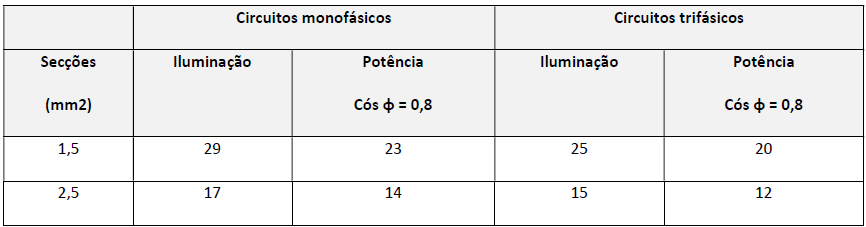 Circuitos monofásicos Circuitos trifásicos
Secções Iluminação Potência Iluminação Potência
(mm2) Cós ϕ = 0,8 Cós ϕ = 0,8
1,5 29 23 25 20
2,5 17 14 15 12